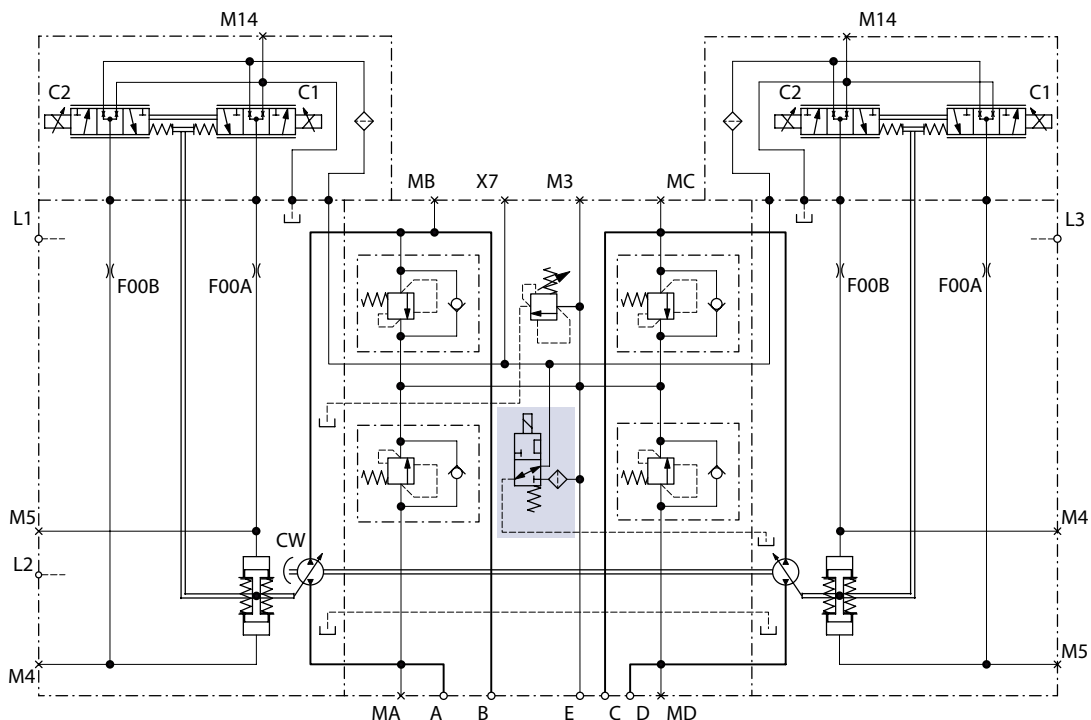 M14 M14
C2 C1 C2 C1
MB X7 M3 MC
L1 L3
F00B F00A F00B F00A
M5 M4
CW
L2
M4 M5
MA A B E C D MD